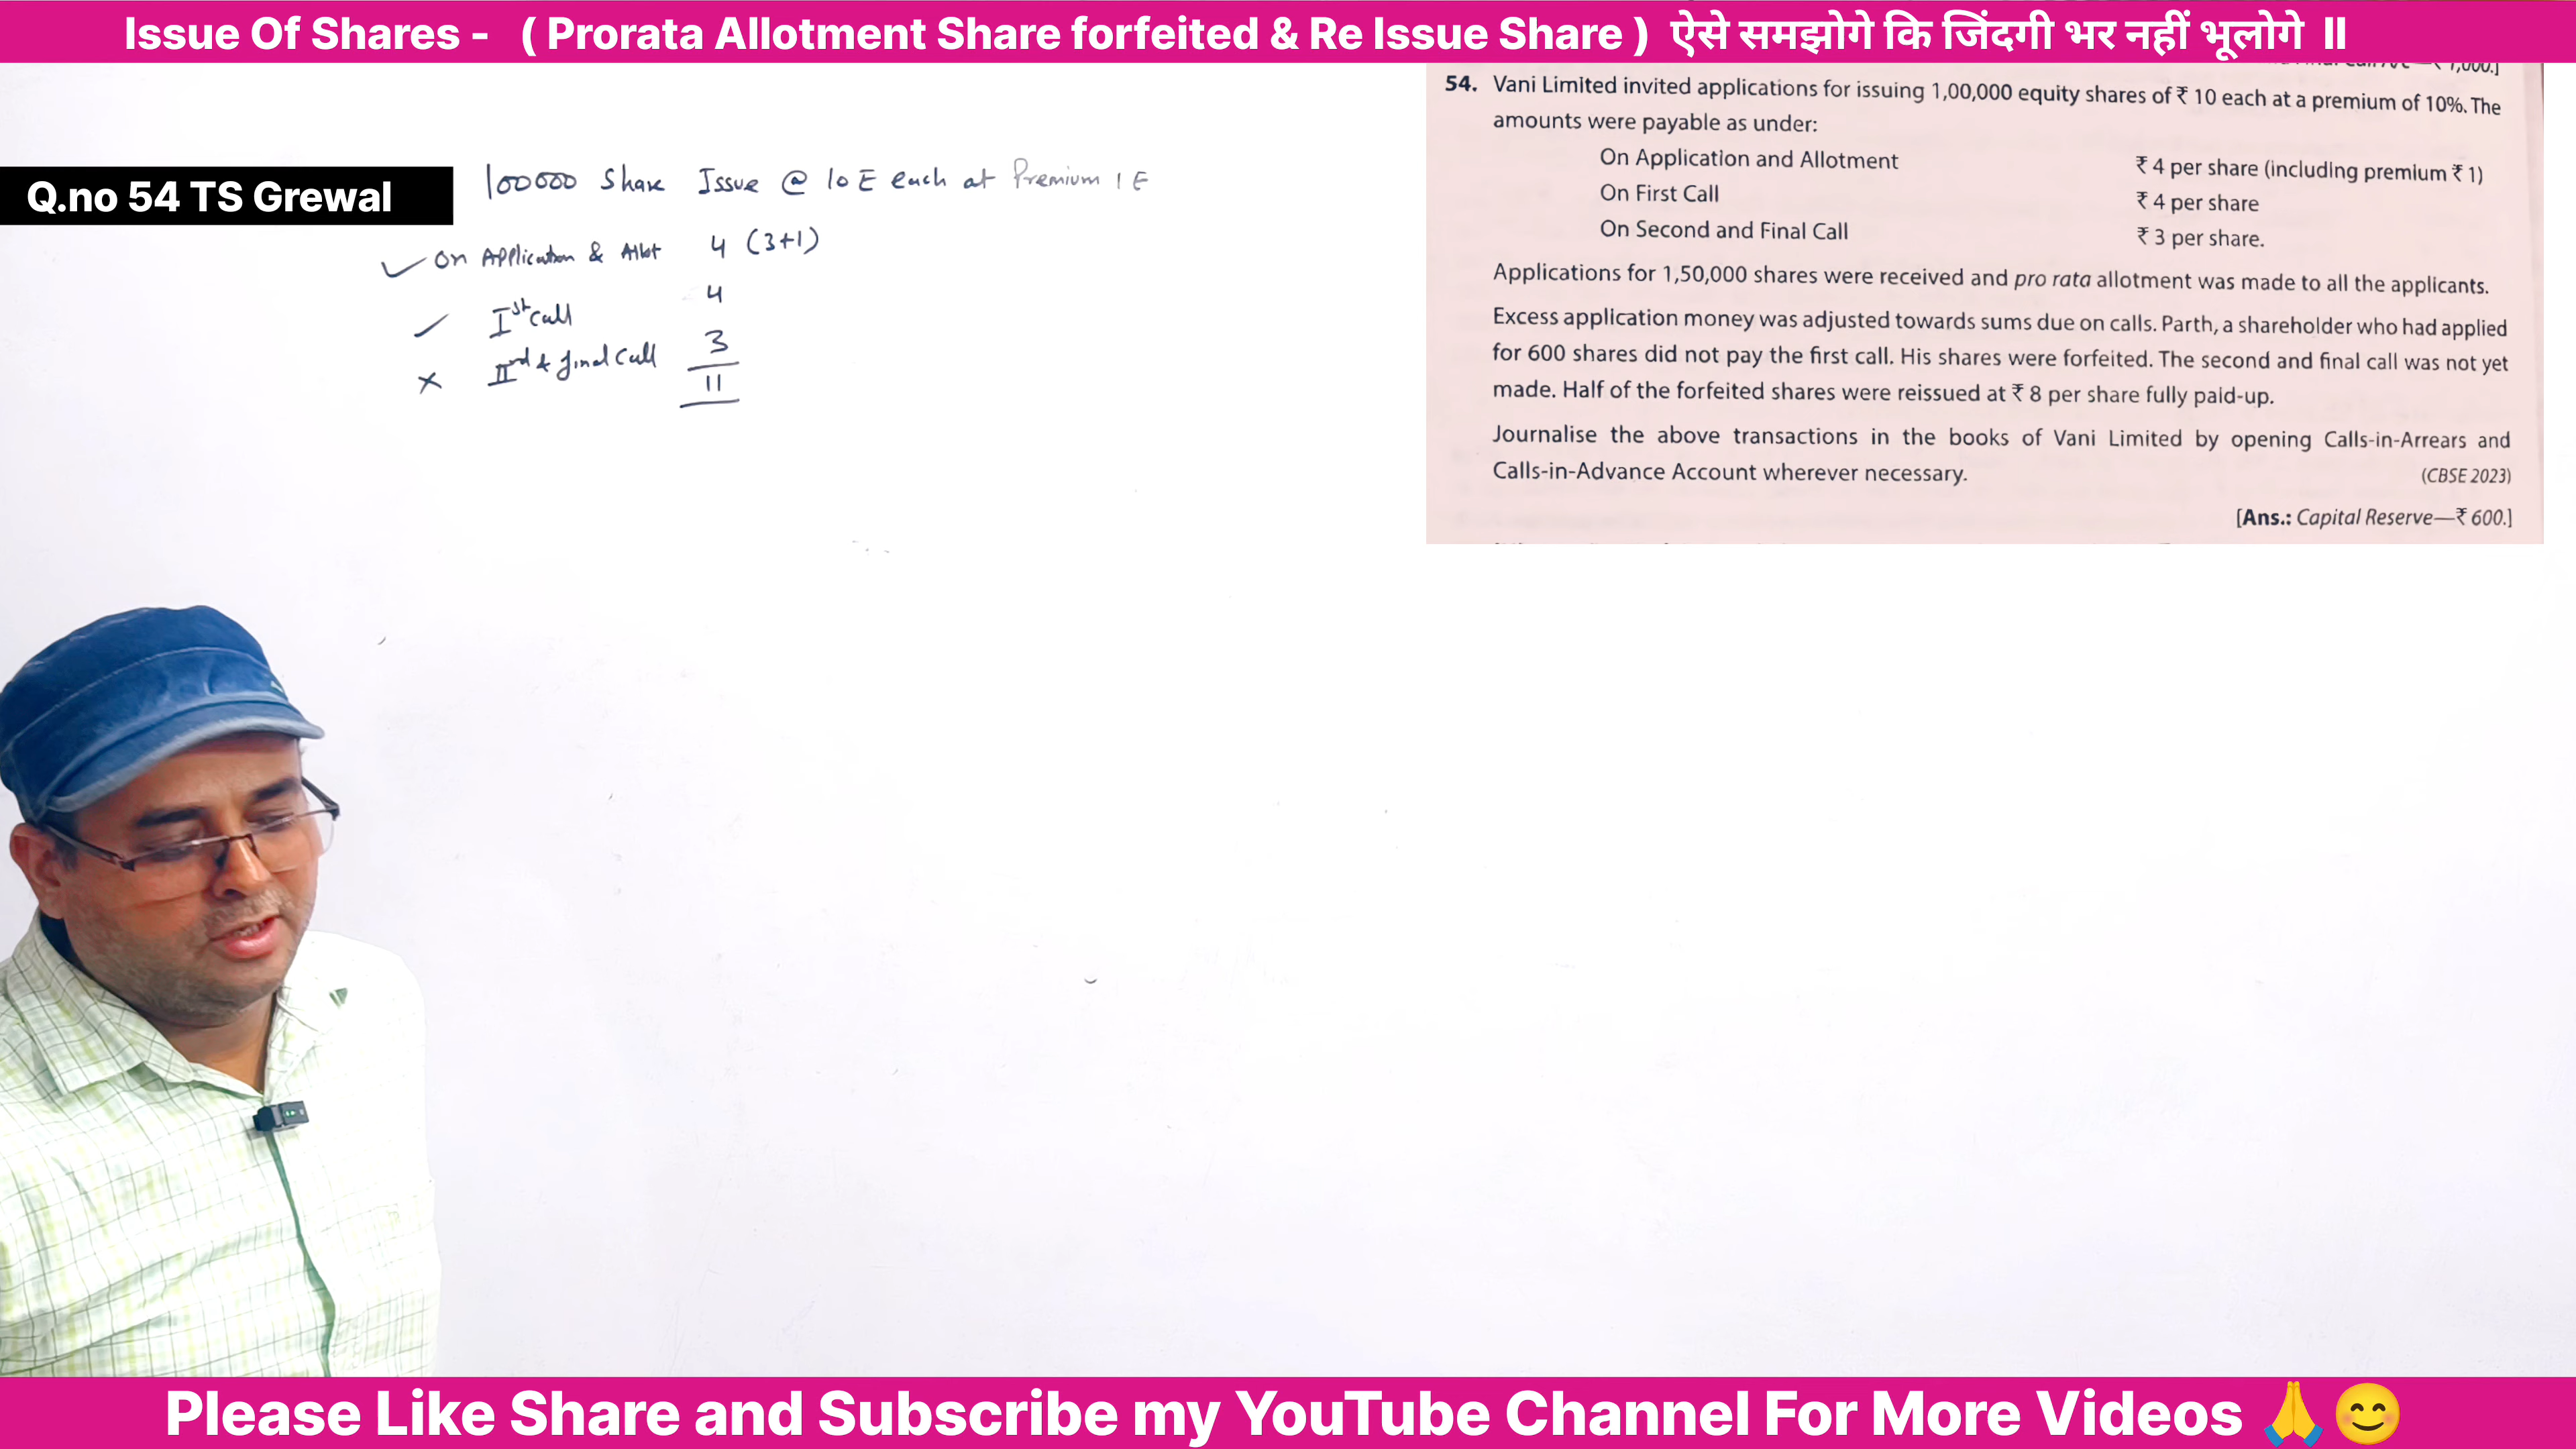 Issue Of Shares - ( Prorata Allotment Share forfeited & Re Issue Share ) ऐसे समझोगे कि जिंदगी भर नहीं भूलोगे ॥
Q.no 54 TS Grewal
100000 Share Issue @ 10 E each at Premium 1 E
On Application & Allot 4 (3+1)
Ist Call 4
IInd & final Call 3
11
1,000.]
54. Vani Limited invited applications for issuing 1,00,000 equity shares of ₹ 10 each at a premium of 10%. The
amounts were payable as under:
On Application and Allotment ₹ 4 per share (including premium ₹ 1)
On First Call ₹ 4 per share
On Second and Final Call ₹ 3 per share.
Applications for 1,50,000 shares were received and pro rata allotment was made to all the applicants.
Excess application money was adjusted towards sums due on calls. Parth, a shareholder who had applied
for 600 shares did not pay the first call. His shares were forfeited. The second and final call was not yet
made. Half of the forfeited shares were reissued at ₹ 8 per share fully paid-up.
Journalise the above transactions in the books of Vani Limited by opening Calls-in-Arrears and
Calls-in-Advance Account wherever necessary. (CBSE 2023)
[Ans.: Capital Reserve—₹ 600.]
Please Like Share and Subscribe my YouTube Channel For More Videos 🙏😊